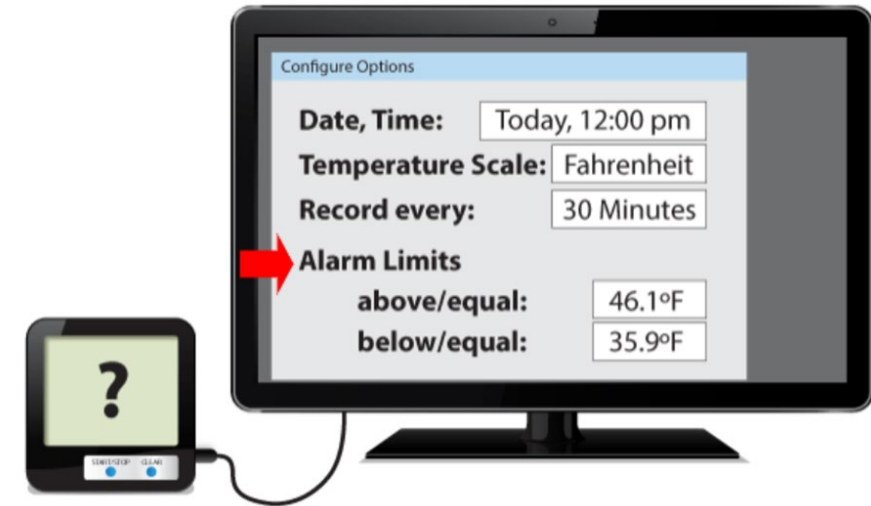 Configure Options
Date, Time: Today, 12:00 pm
Temperature Scale: Fahrenheit
Record every: 30 Minutes
Alarm Limits
above/equal: 46.1ºF
below/equal: 35.9ºF
?
START/STOP CLEAR